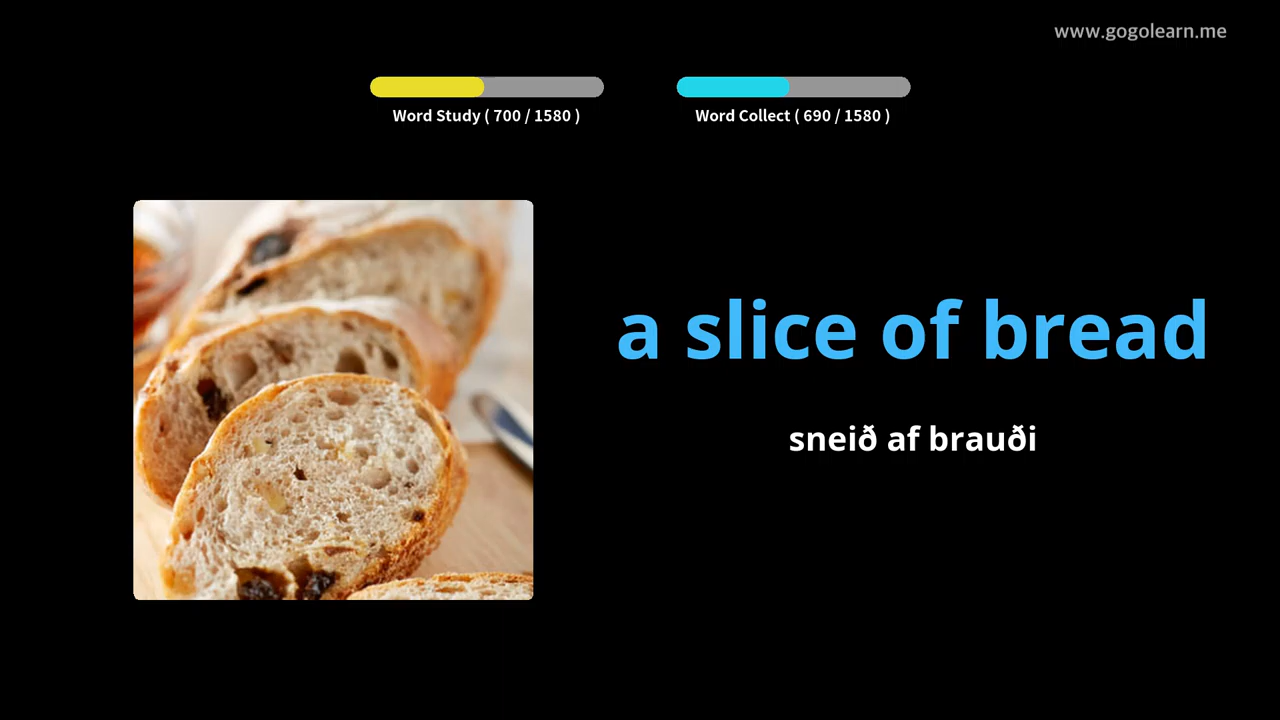 www.gogolearn.me
Word Study ( 700 / 1580 )
Word Collect ( 690 / 1580 )
a slice of bread
sneið af brauði